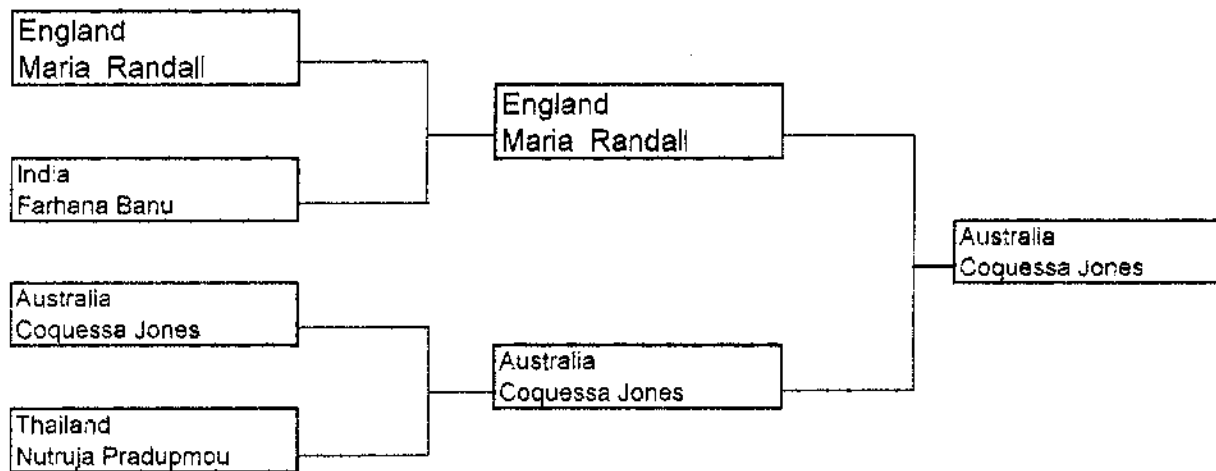 England
Maria Randall
India
Farhana Banu
Australia
Coquessa Jones
Thailand
Nutruja Pradupmou
England
Maria Randall
Australia
Coquessa Jones
Australia
Coquessa Jones